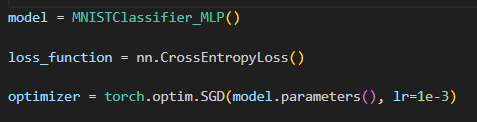 model = MNISTClassifier_MLP()
loss_function = nn.CrossEntropyLoss()
optimizer = torch.optim.SGD(model.parameters(), lr=1e-3)